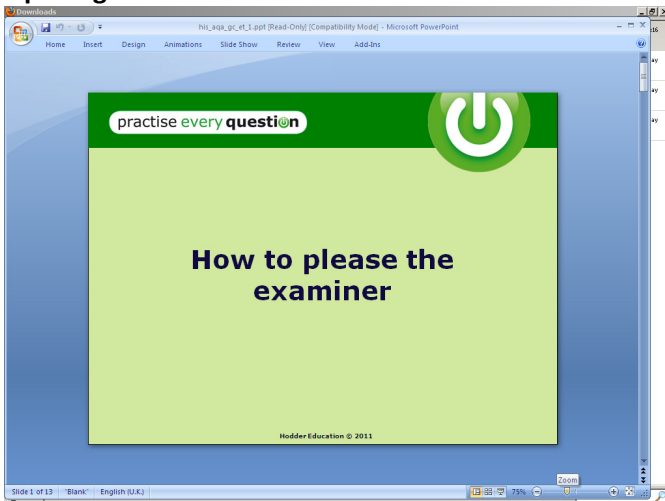 Downloads
his_aqa_gc_et_1.ppt [Read-Only] [Compatibility Mode] - Microsoft PowerPoint
Home Insert Design Animations Slide Show Review View Add-Ins
practise every question
How to please the
examiner
Hodder Education © 2011
Zoom
Slide 1 of 13 "Blank" English (U.K.) 75%